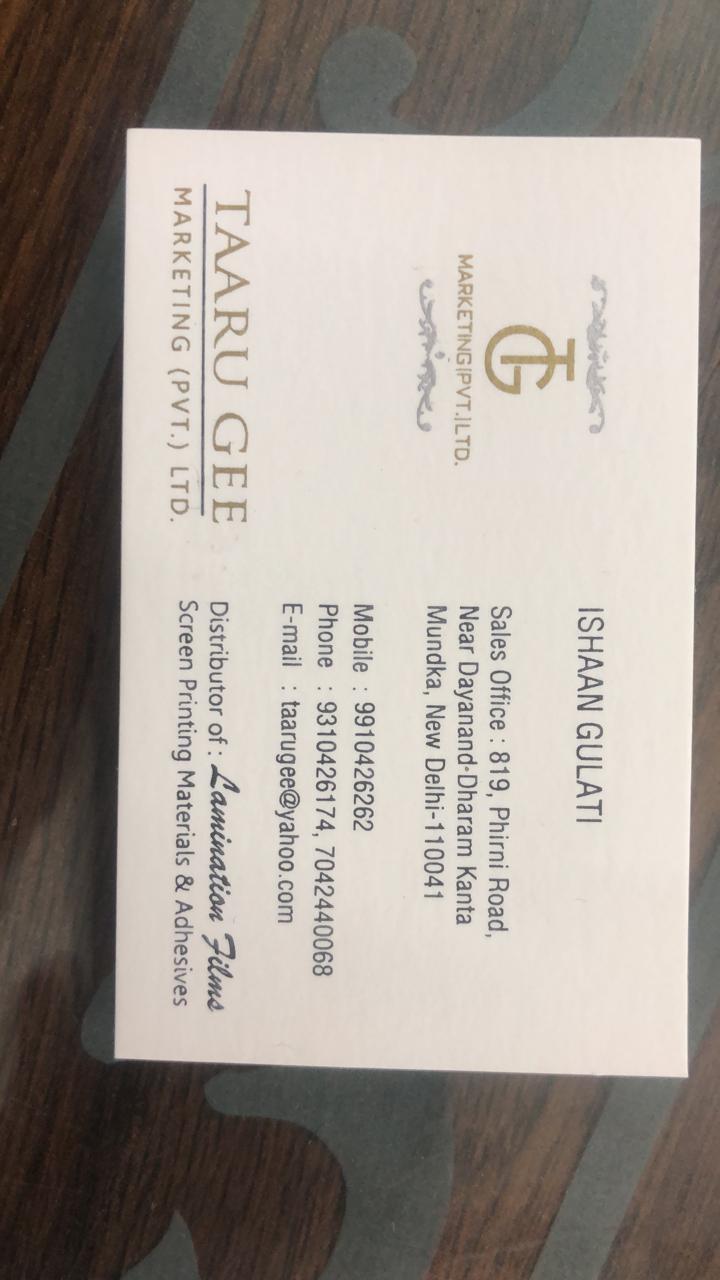 ISHAAN GULATI
TG
MARKETING(PVT.)LTD.
Sales Office : 819, Phirni Road,
Near Dayanand-Dharam Kanta
Mundka, New Delhi-110041
Mobile : 9910426262
Phone : 9310426174, 7042440068
E-mail : taarugee@yahoo.com
TAARU GEE
MARKETING (PVT.) LTD.
Distributor of : Lamination Films
Screen Printing Materials & Adhesives